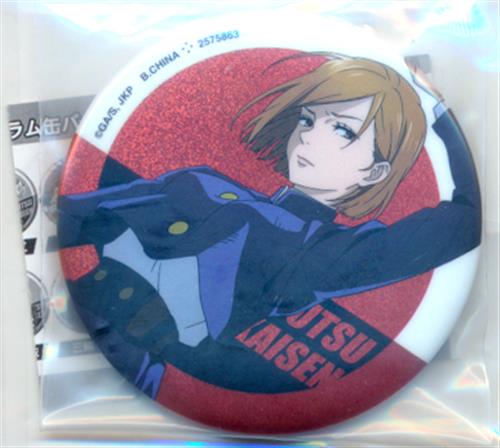 ©GA/S, JKP B.CHINA 2575863
ラム缶バ
UTSU
KAISEN